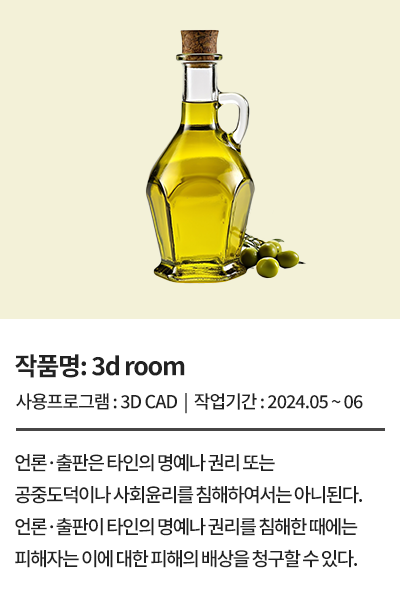 작품명: 3d room
사용프로그램 : 3D CAD | 작업기간 : 2024.05 ~ 06
언론·출판은 타인의 명예나 권리 또는
공중도덕이나 사회윤리를 침해하여서는 아니된다.
언론·출판이 타인의 명예나 권리를 침해한 때에는
피해자는 이에 대한 피해의 배상을 청구할 수 있다.